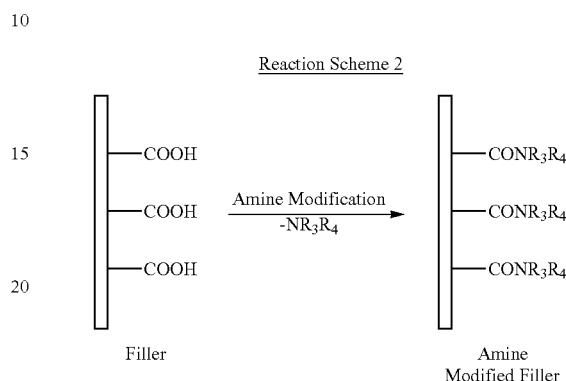 10
Reaction Scheme 2
15
COOH
COOH
COOH
20
Filler
Amine Modification
-NR3R4
CONR3R4
CONR3R4
CONR3R4
Amine
Modified Filler